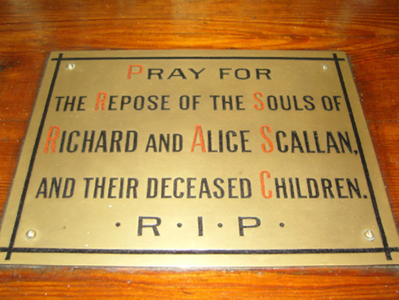 PRAY FOR
THE REPOSE OF THE SOULS OF
RICHARD AND ALICE SCALLAN,
AND THEIR DECEASED CHILDREN.
· R · I · P ·